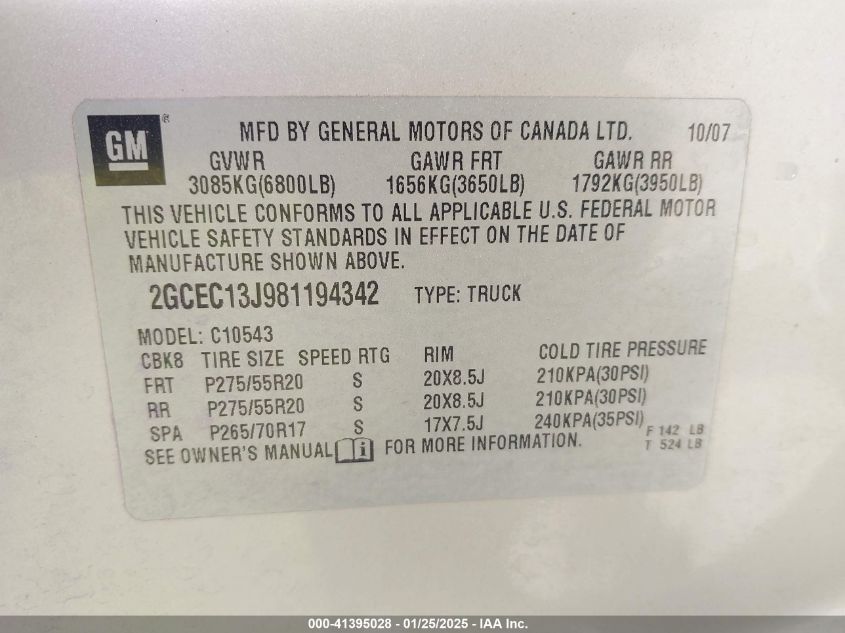 GM ®
MFD BY GENERAL MOTORS OF CANADA LTD. 10/07
GVWR GAWR FRT GAWR RR
3085KG(6800LB) 1656KG(3650LB) 1792KG(3950LB)
THIS VEHICLE CONFORMS TO ALL APPLICABLE U.S. FEDERAL MOTOR
VEHICLE SAFETY STANDARDS IN EFFECT ON THE DATE OF
MANUFACTURE SHOWN ABOVE.
2GCEC13J981194342 TYPE: TRUCK
MODEL: C10543
CBK8 TIRE SIZE SPEED RTG RIM COLD TIRE PRESSURE
FRT P275/55R20 S 20X8.5J 210KPA(30PSI)
RR P275/55R20 S 20X8.5J 210KPA(30PSI)
SPA P265/70R17 S 17X7.5J 240KPA(35PSI)
SEE OWNER'S MANUAL i FOR MORE INFORMATION.
F 142 LB
T 524 LB
000-41395028 - 01/25/2025 - IAA Inc.